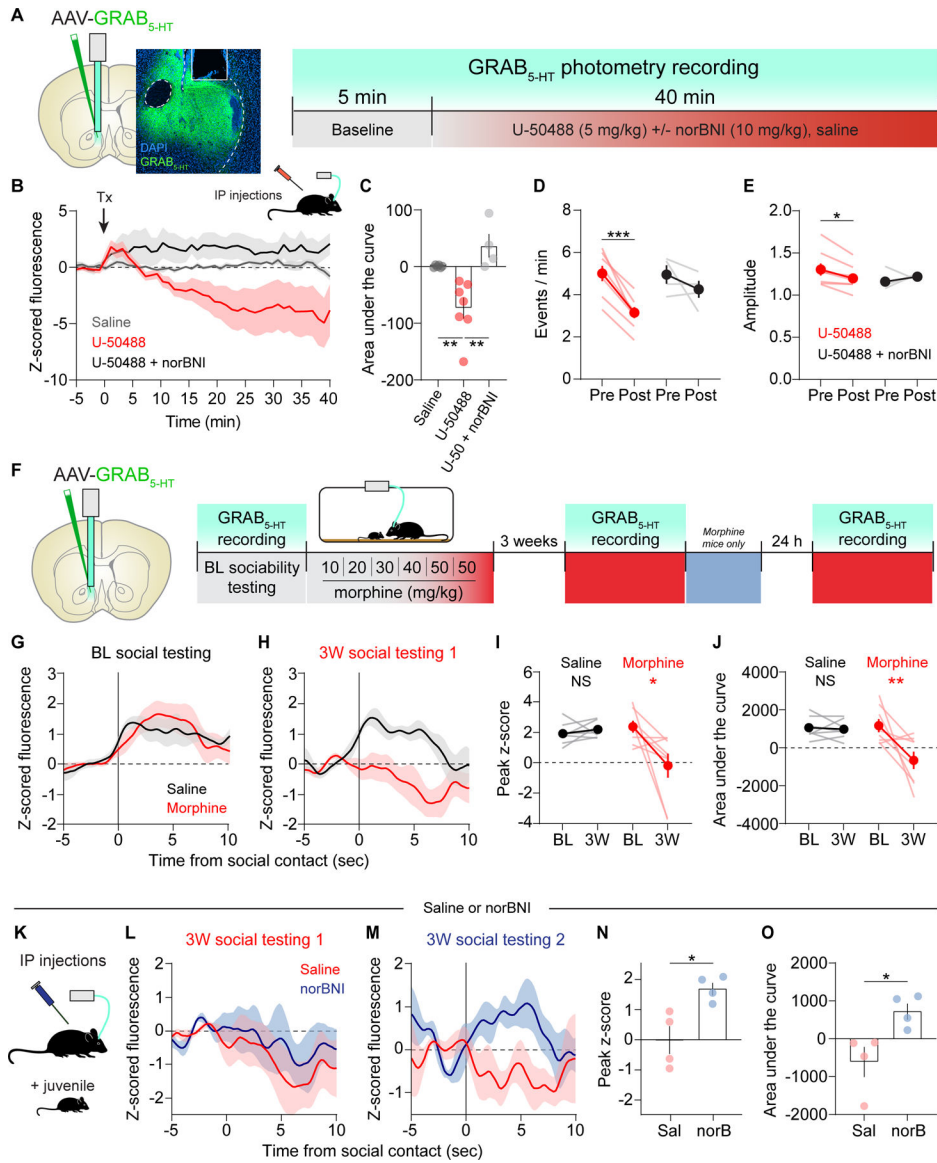 A
AAV-GRAB5-HT
DAPI
GRAB5-HT
GRAB5-HT photometry recording
5 min
40 min
Baseline
U-50488 (5 mg/kg) +/- norBNI (10 mg/kg), saline
B
Tx
IP injections
Z-scored fluorescence
5
0
-5
-10
Saline
U-50488
U-50488 + norBNI
-5 0 5 10 15 20 25 30 35 40
Time (min)
C
Area under the curve
100
0
-100
-200
** **
Saline
U-50488
U-50 + norBNI
D
Events / min
8
6
4
2
0
***
Pre Post Pre Post
E
Amplitude
2.0
1.5
1.0
0.5
0.0
*
U-50488
U-50488 + norBNI
Pre Post Pre Post
F
AAV-GRAB5-HT
GRAB5-HT
recording
BL sociability
testing
10 20 30 40 50 50
morphine (mg/kg)
3 weeks
GRAB5-HT
recording
Morphine
mice only
24 h
GRAB5-HT
recording
G
BL social testing
Z-scored fluorescence
3
2
1
0
-1
-2
Saline
Morphine
-5 0 5 10
H
3W social testing 1
Z-scored fluorescence
3
2
1
0
-1
-2
-5 0 5 10
Time from social contact (sec)
I
Saline
NS
Morphine
*
Peak z-score
6
4
2
0
-2
-4
BL 3W BL 3W
J
Saline
NS
Morphine
**
Area under the curve
4000
2000
0
-2000
-4000
BL 3W BL 3W
Saline or norBNI
K
IP injections
+ juvenile
L
3W social testing 1
Z-scored fluorescence
2
1
0
-1
-2
Saline
norBNI
-5 0 5 10
M
3W social testing 2
Z-scored fluorescence
2
1
0
-1
-5 0 5 10
Time from social contact (sec)
N
Peak z-score
2
1
0
-1
-2
*
Sal norB
O
Area under the curve
2000
1000
0
-1000
2000
*
Sal norB